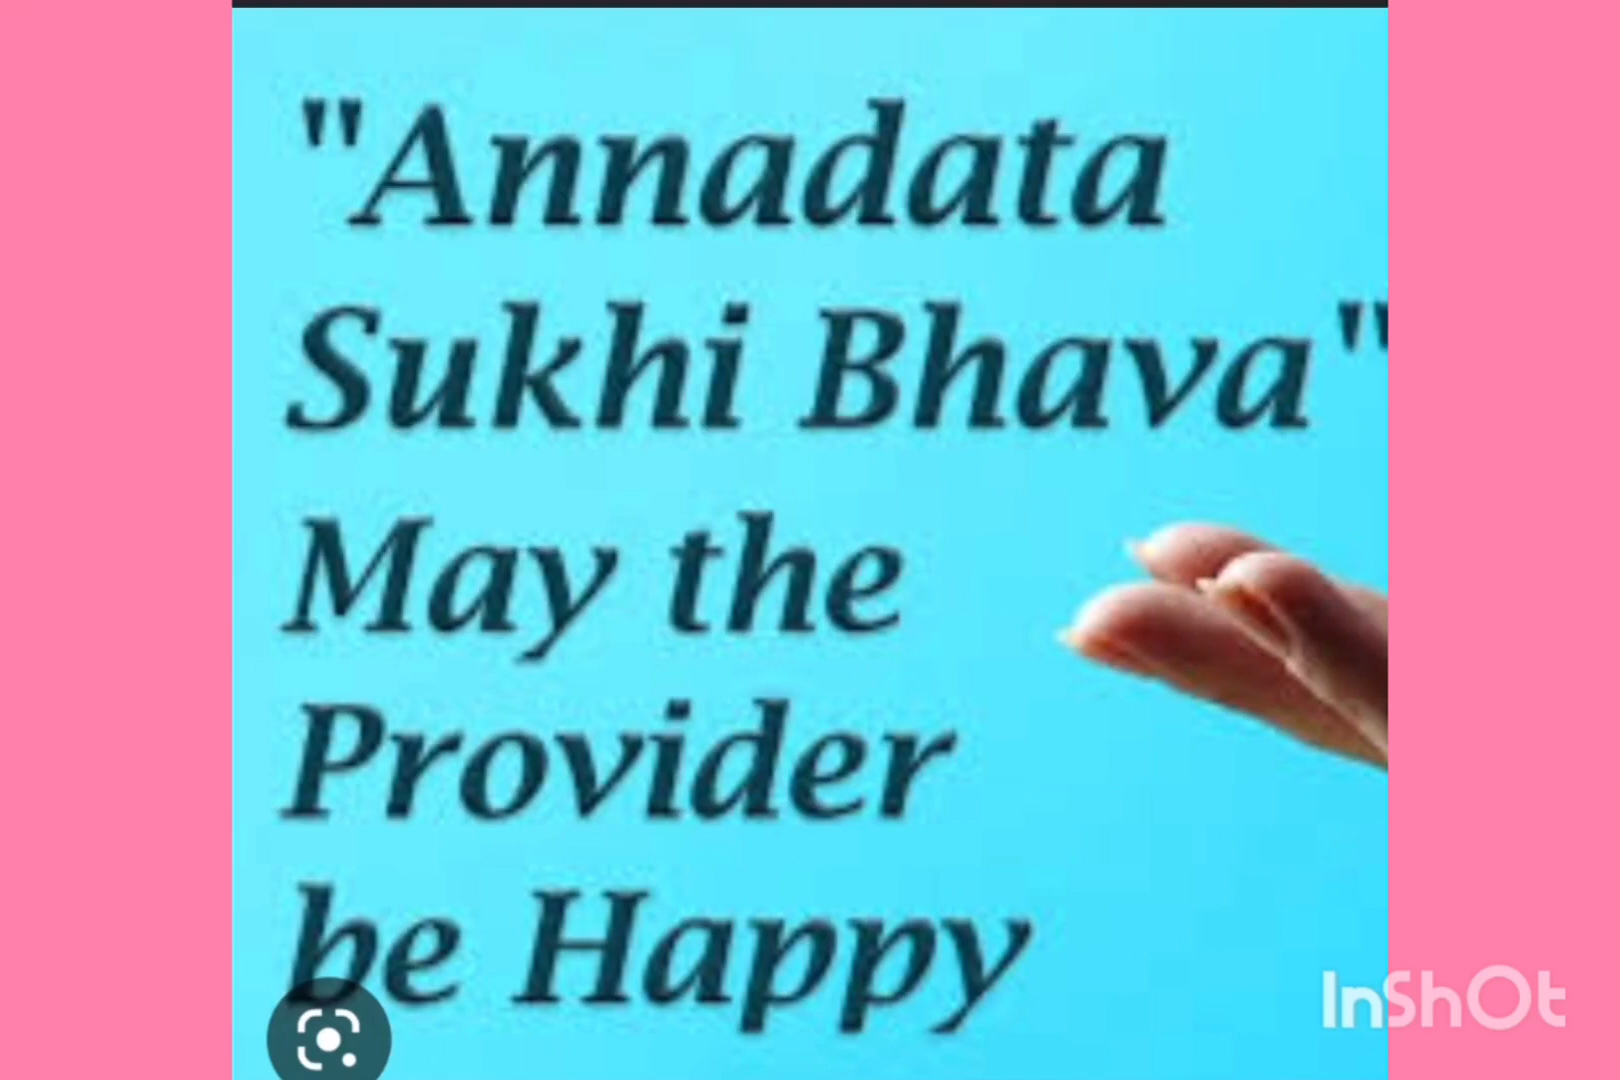 "Annadata
Sukhi Bhava"
May the
Provider
be Happy
InShOt